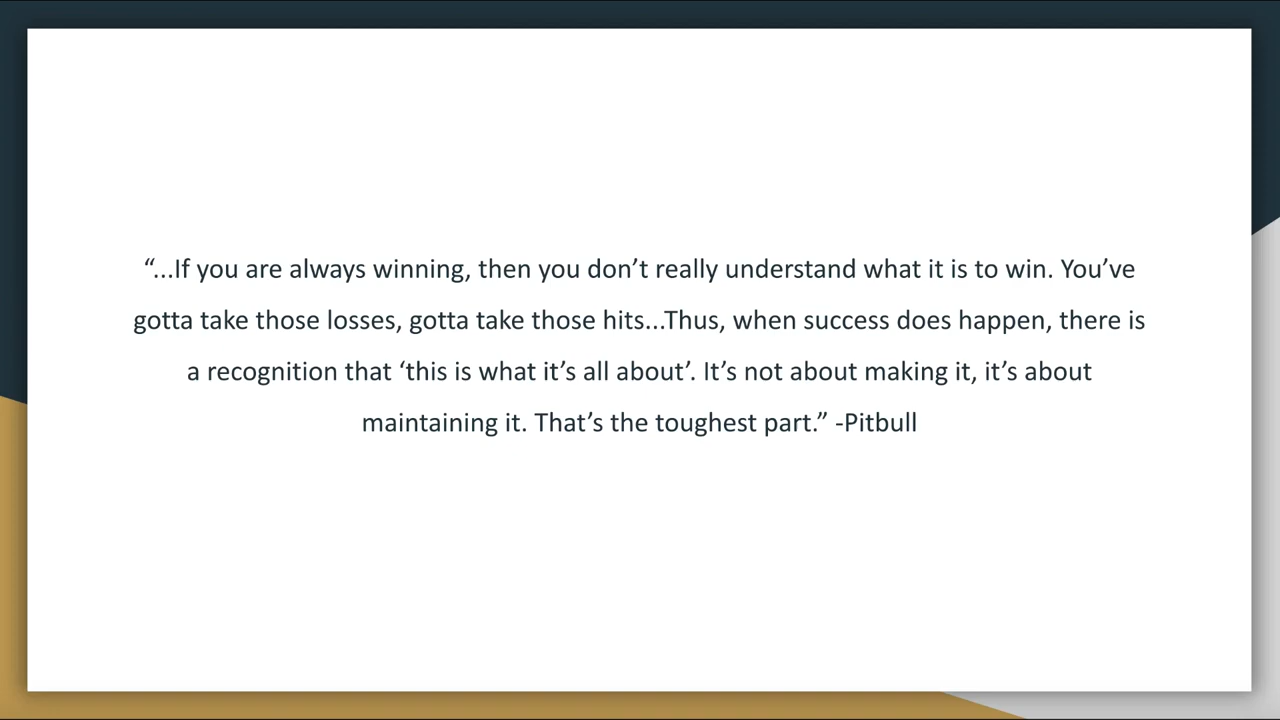 “...If you are always winning, then you don’t really understand what it is to win. You’ve
gotta take those losses, gotta take those hits...Thus, when success does happen, there is
a recognition that ‘this is what it’s all about’. It’s not about making it, it’s about
maintaining it. That’s the toughest part.” -Pitbull